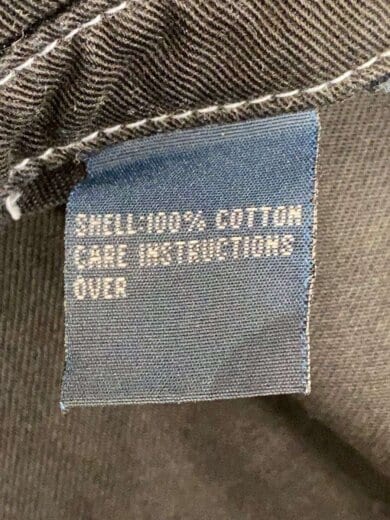 SHELL:100% COTTON
CARE INSTRUCTIONS
OVER